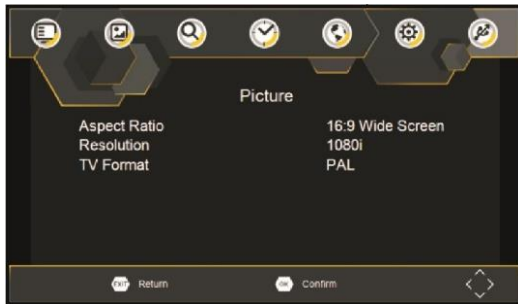 Picture
Aspect Ratio 16:9 Wide Screen
Resolution 1080i
TV Format PAL
EXIT Return OK Confirm